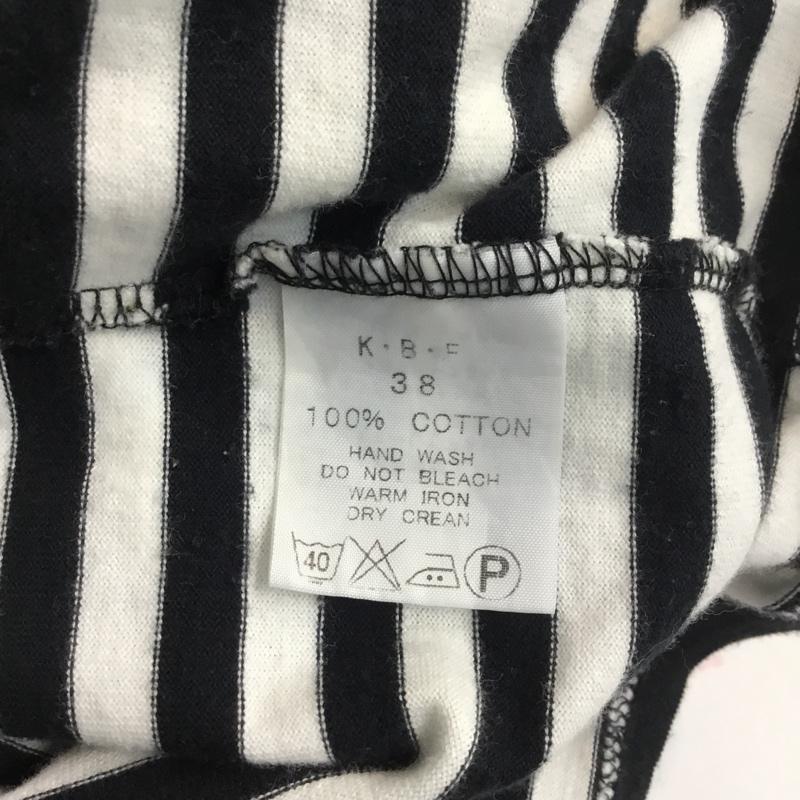 K・B・F
38
100% COTTON
HAND WASH
DO NOT BLEACH
WARM IRON
DRY CREAN
40 P